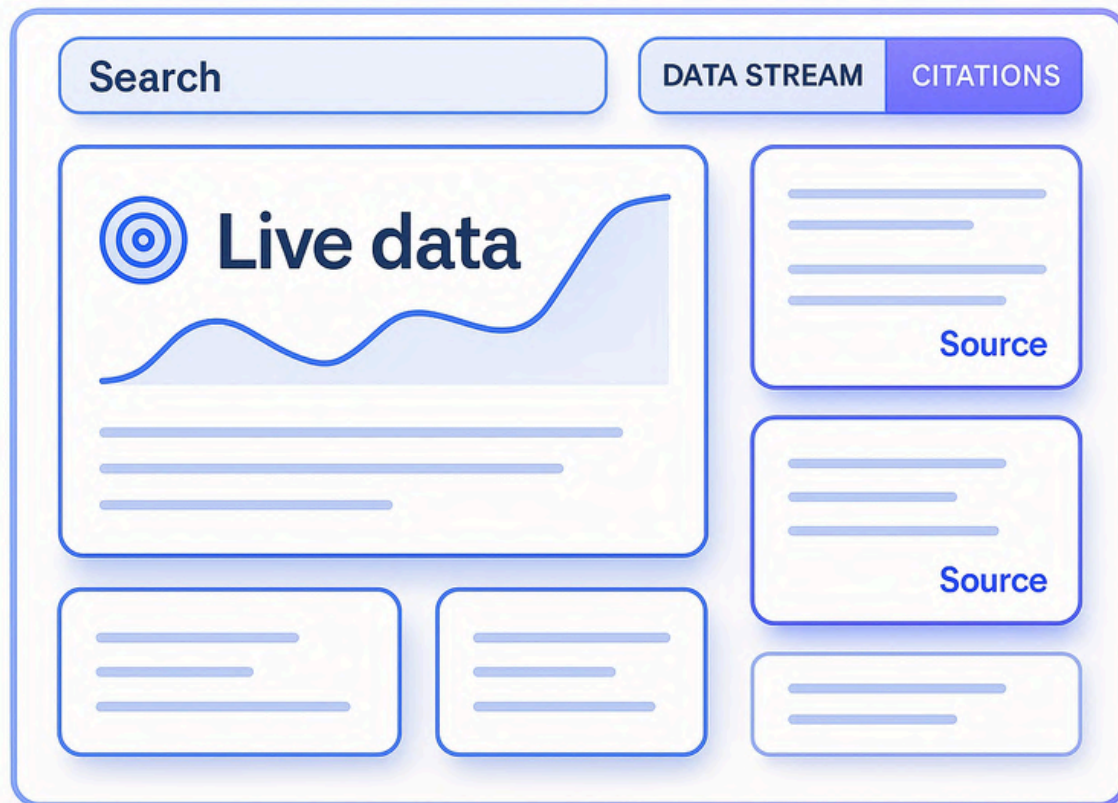 Search
DATA STREAM
CITATIONS
Live data
Source
Source